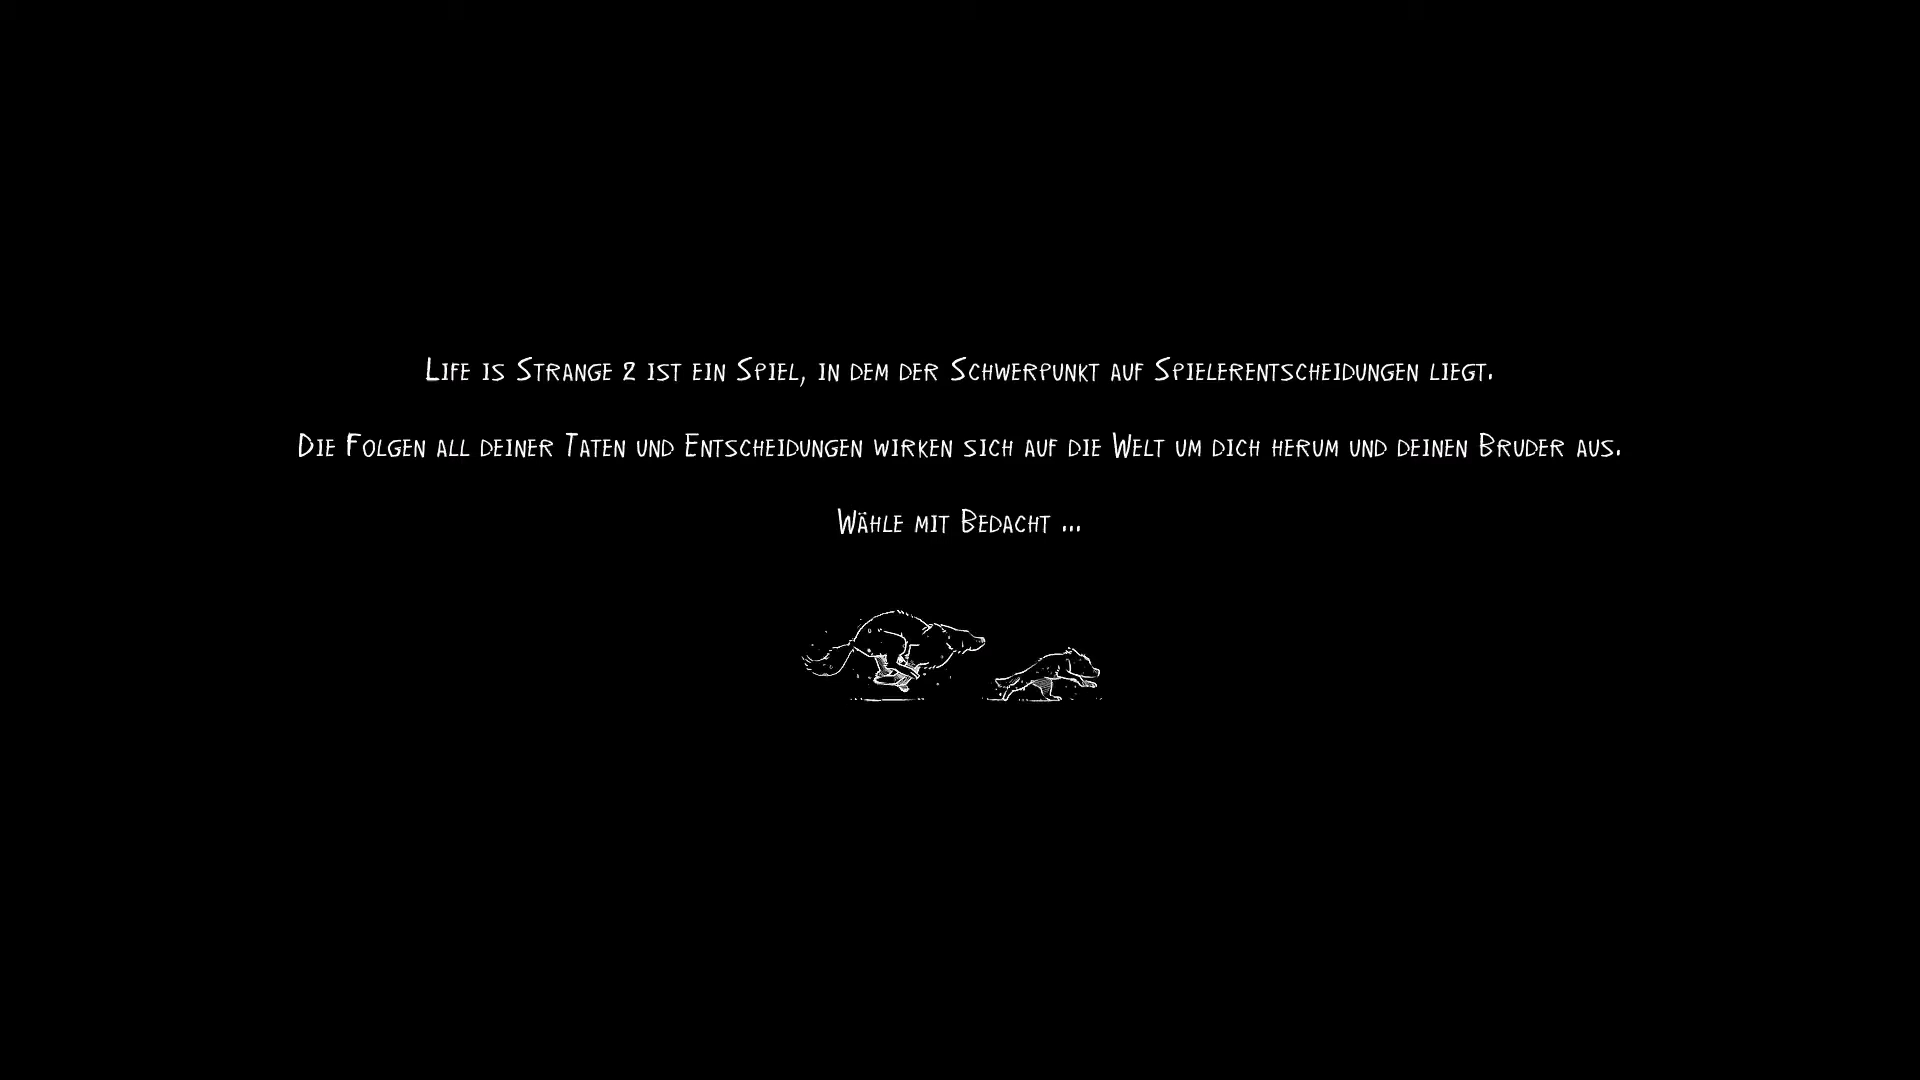 Life is Strange 2 ist ein Spiel, in dem der Schwerpunkt auf Spielerentscheidungen liegt.
Die Folgen all deiner Taten und Entscheidungen wirken sich auf die Welt um dich herum und deinen Bruder aus.
Wähle mit Bedacht ...